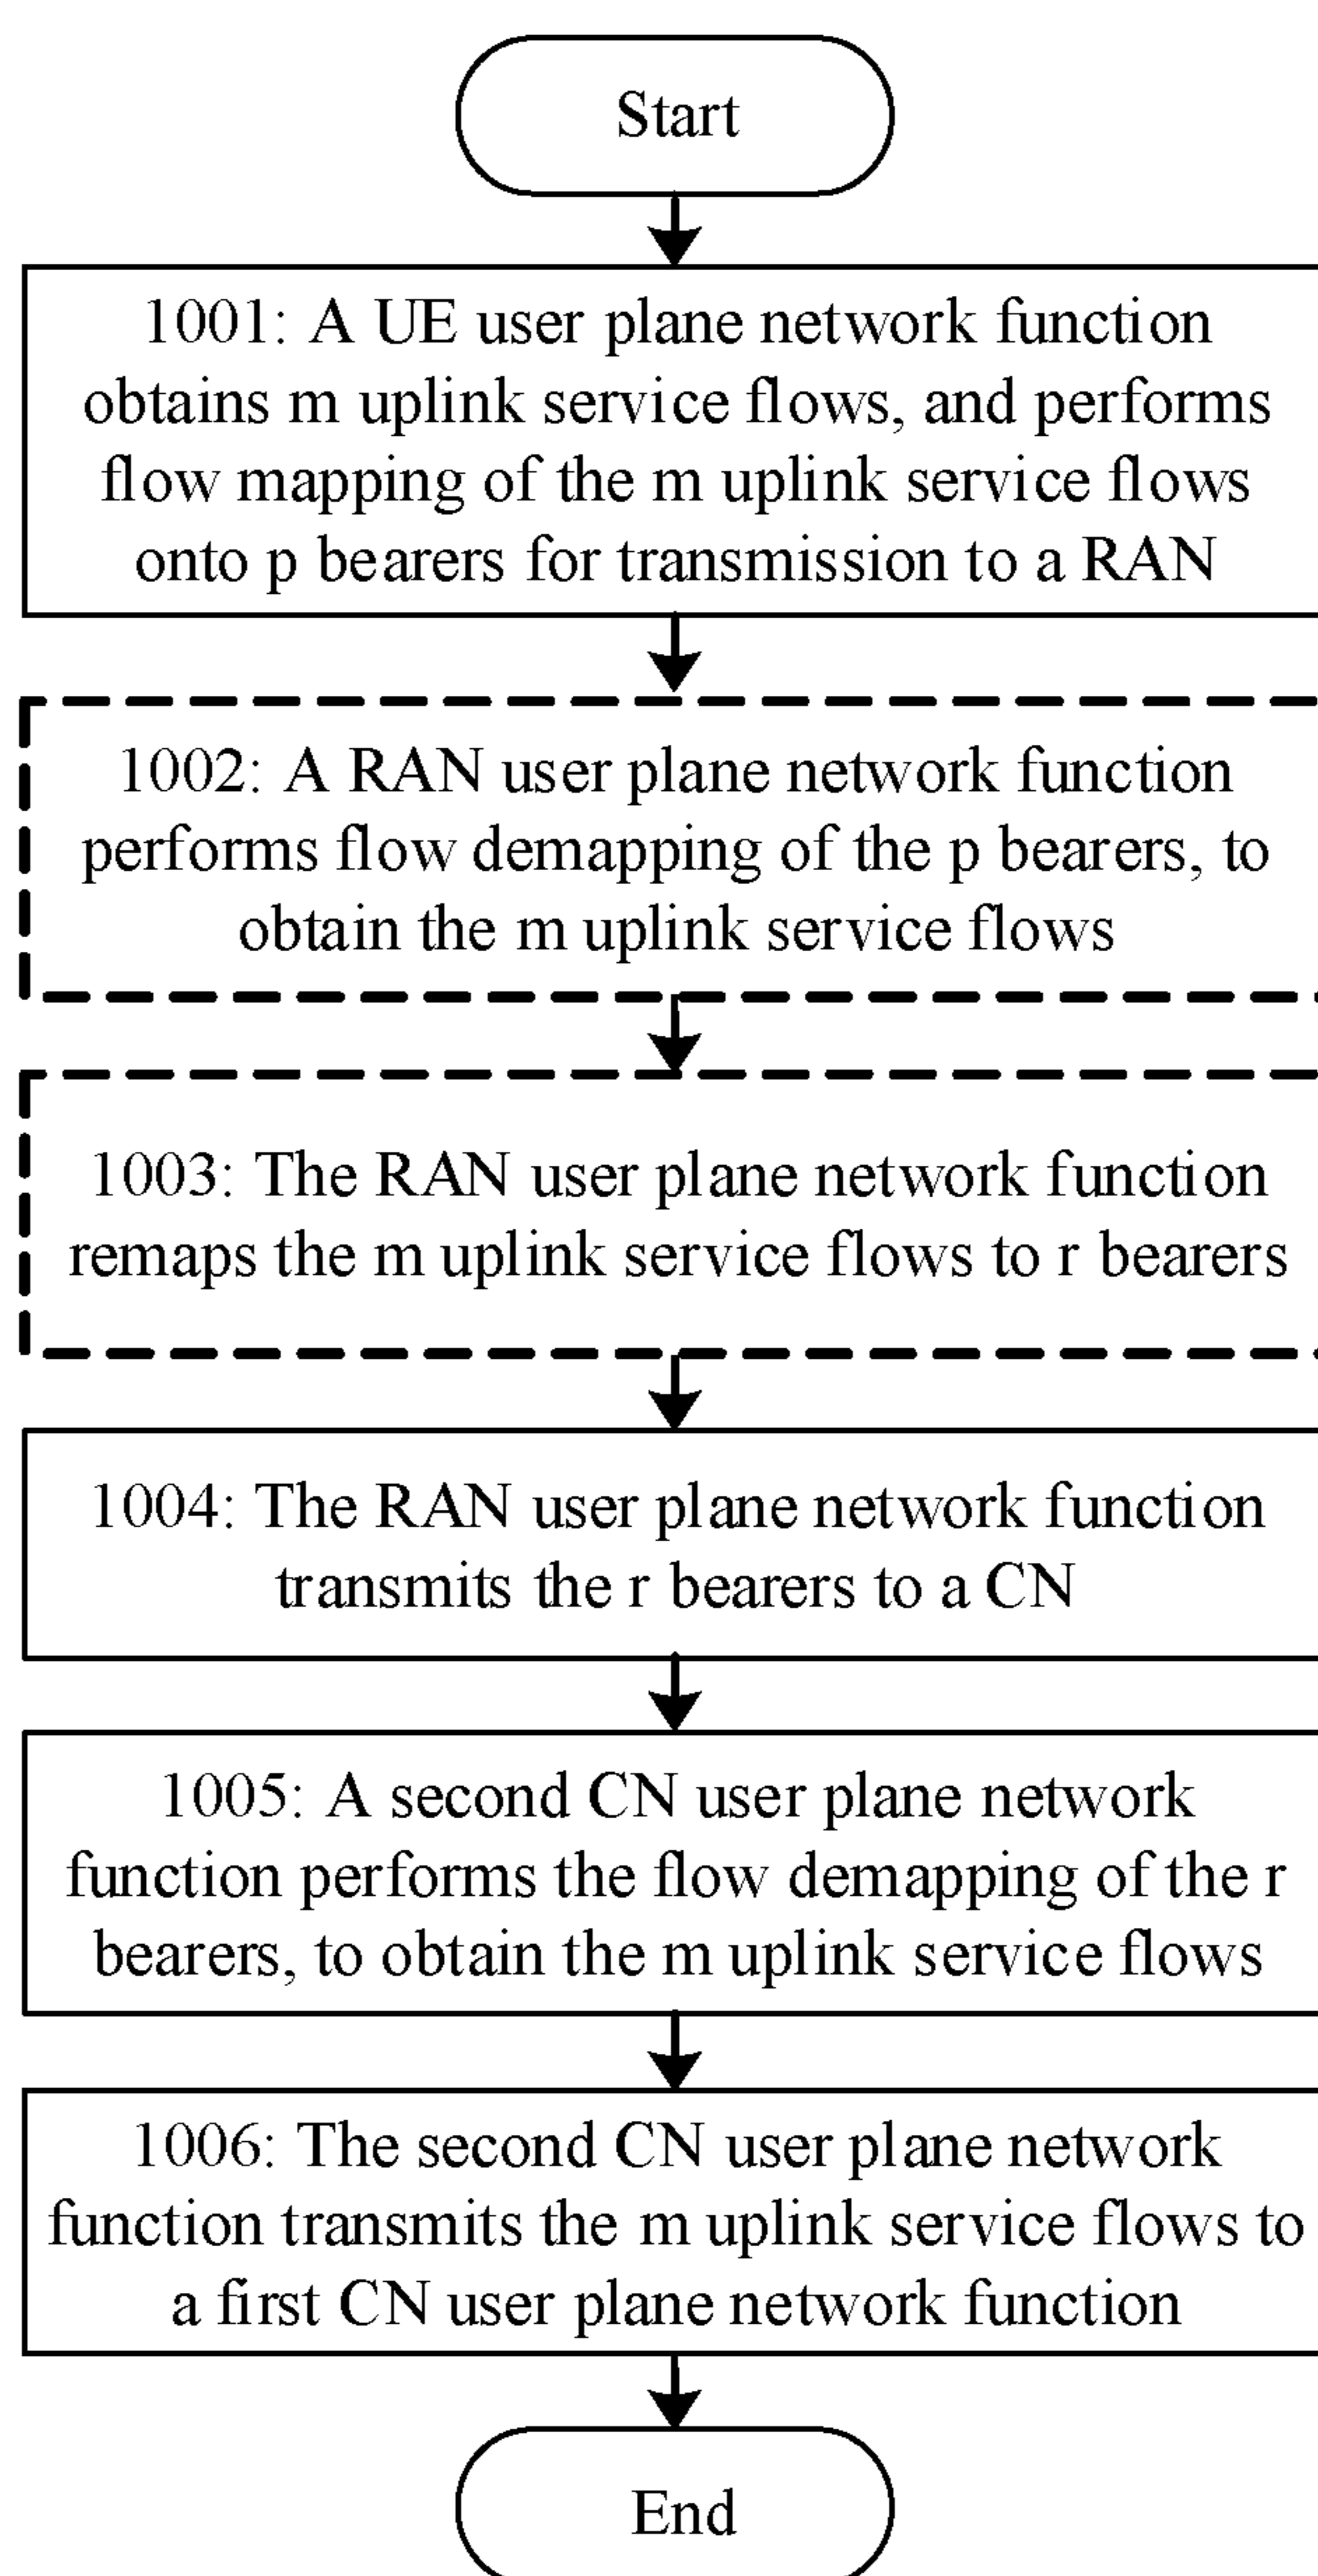 Start
1001: A UE user plane network function
obtains m uplink service flows, and performs
flow mapping of the m uplink service flows
onto p bearers for transmission to a RAN
1002: A RAN user plane network function
performs flow demapping of the p bearers, to
obtain the m uplink service flows
1003: The RAN user plane network function
remaps the m uplink service flows to r bearers
1004: The RAN user plane network function
transmits the r bearers to a CN
1005: A second CN user plane network
function performs the flow demapping of the r
bearers, to obtain the m uplink service flows
1006: The second CN user plane network
function transmits the m uplink service flows to
a first CN user plane network function
End